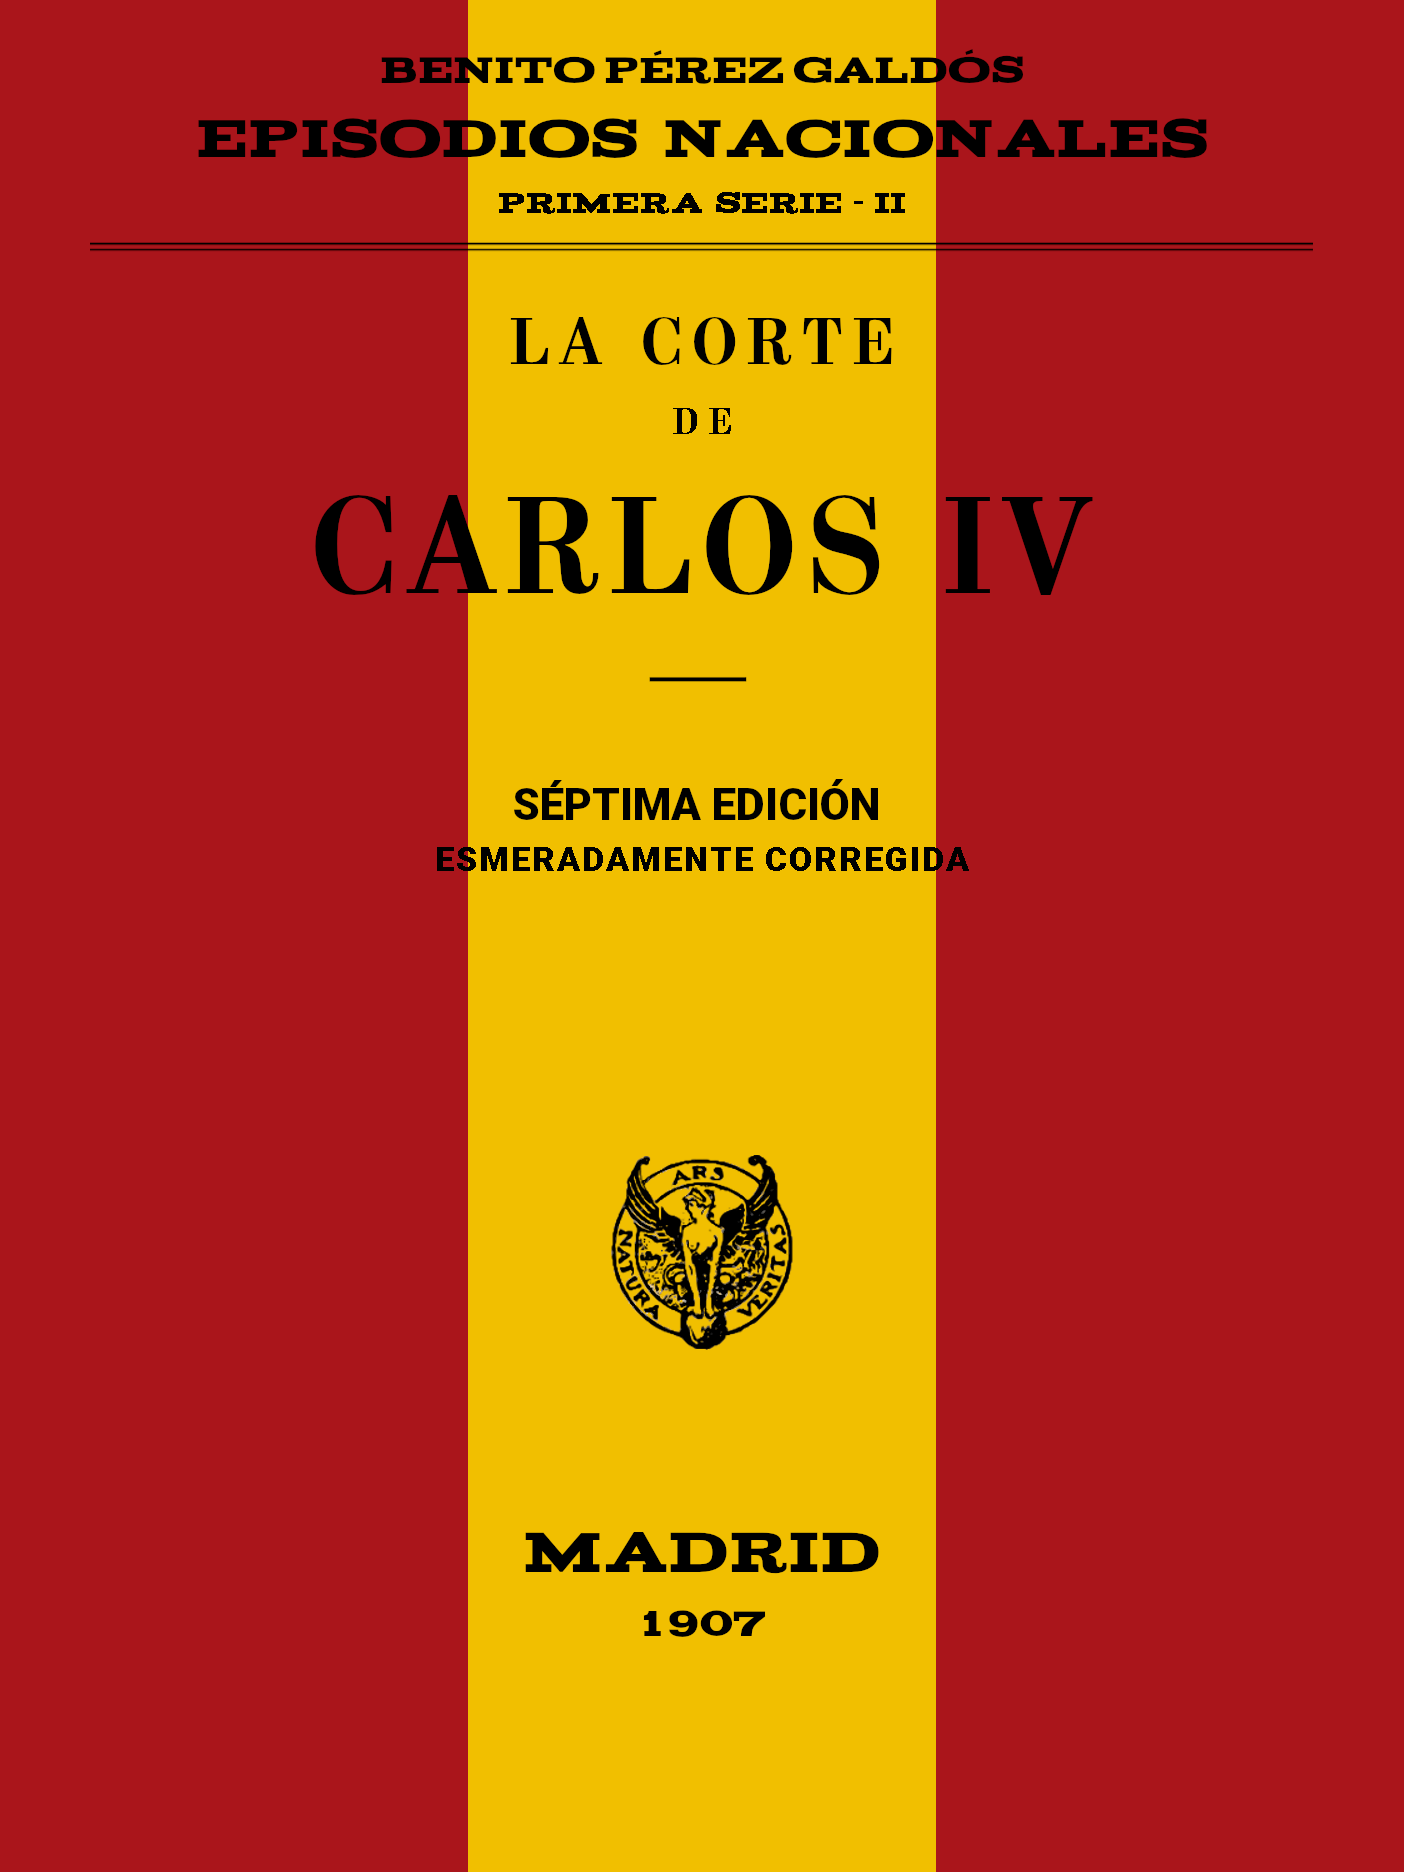 BENITO PÉREZ GALDÓS
EPISODIOS NACIONALES
PRIMERA SERIE - II
LA CORTE
DE
CARLOS IV
SÉPTIMA EDICIÓN
ESMERADAMENTE CORREGIDA
ARS
NATURA
VERITAS
MADRID
1907